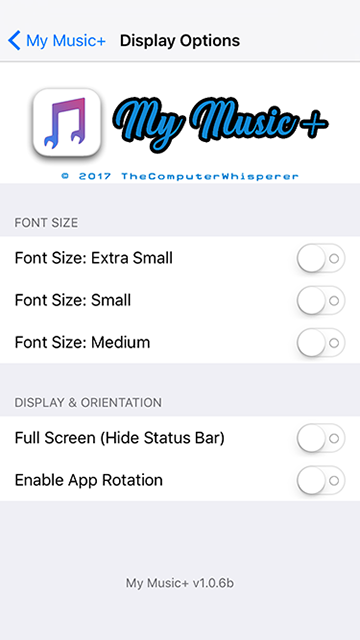 My Music+ Display Options
My Music+
© 2017 TheComputerWhisperer
FONT SIZE
Font Size: Extra Small
Font Size: Small
Font Size: Medium
DISPLAY & ORIENTATION
Full Screen (Hide Status Bar)
Enable App Rotation
My Music+ v1.0.6b